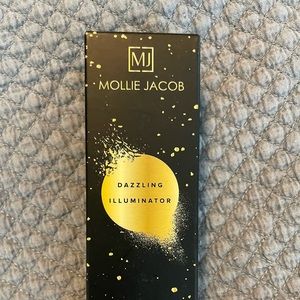 MJ
MOLLIE JACOB
DAZZLING
ILLUMINATOR